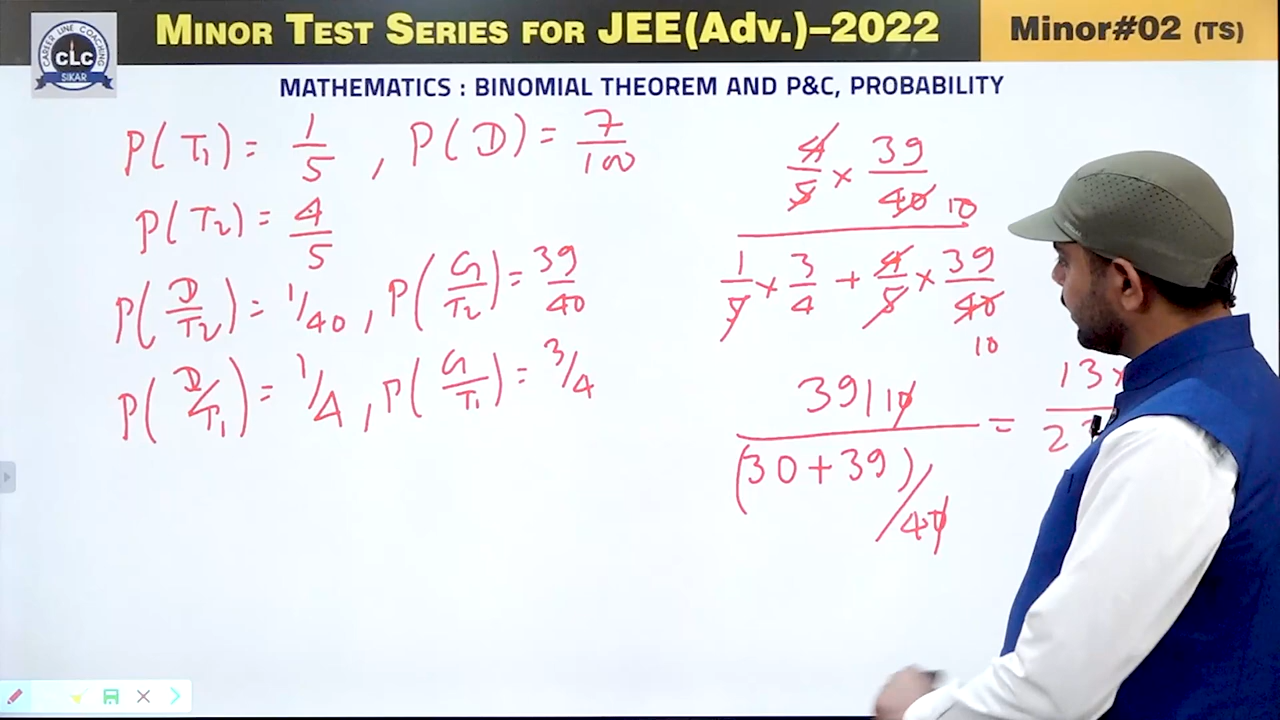 CAREER LINE COACHING
CLC
SIKAR
MINOR TEST SERIES FOR JEE(Adv.)–2022
Minor#02 (TS)
MATHEMATICS : BINOMIAL THEOREM AND P&C, PROBABILITY
P(T₁) = 1/5 , P(D) = 7/100
P(T₂) = 4/5
P(D/T₂) = 1/40 , P(G/T₂) = 39/40
P(D/T₁) = 1/4 , P(G/T₁) = 3/4
4/5 × 39/40 10
1/5 × 3/4 + 4/5 × 39/40
10
39/10
(30+39)/40
=
13